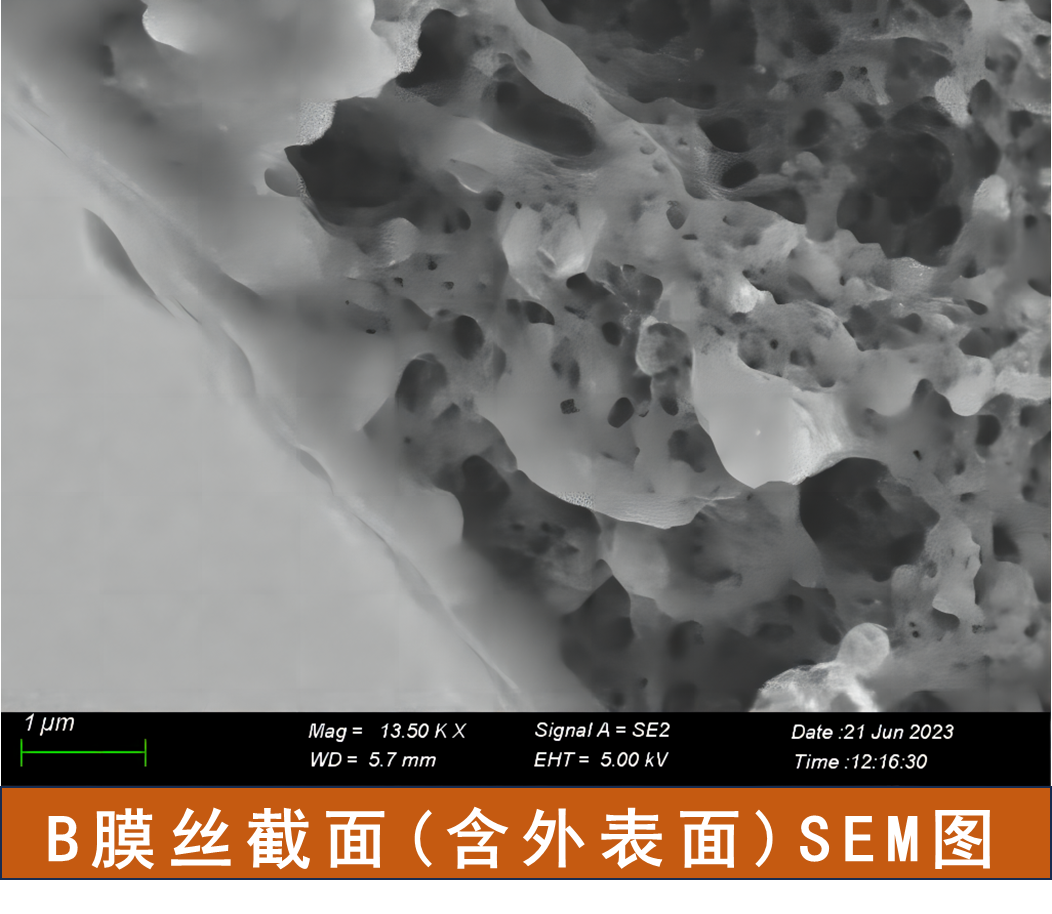 1 µm
Mag = 13.50 K X
Signal A = SE2
Date :21 Jun 2023
WD = 5.7 mm
EHT = 5.00 kV
Time :12:16:30
B膜丝截面(含外表面)SEM图